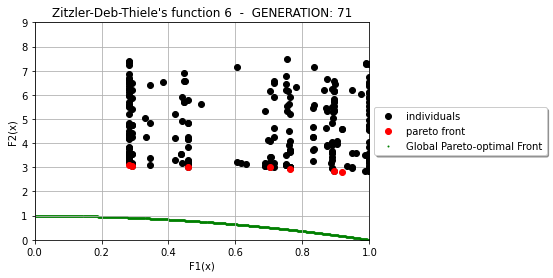 Zitzler-Deb-Thiele's function 6 - GENERATION: 71
F2(x)
9
8
7
6
5
4
3
2
1
0
0.0 0.2 0.4 0.6 0.8 1.0
F1(x)
individuals
pareto front
Global Pareto-optimal Front